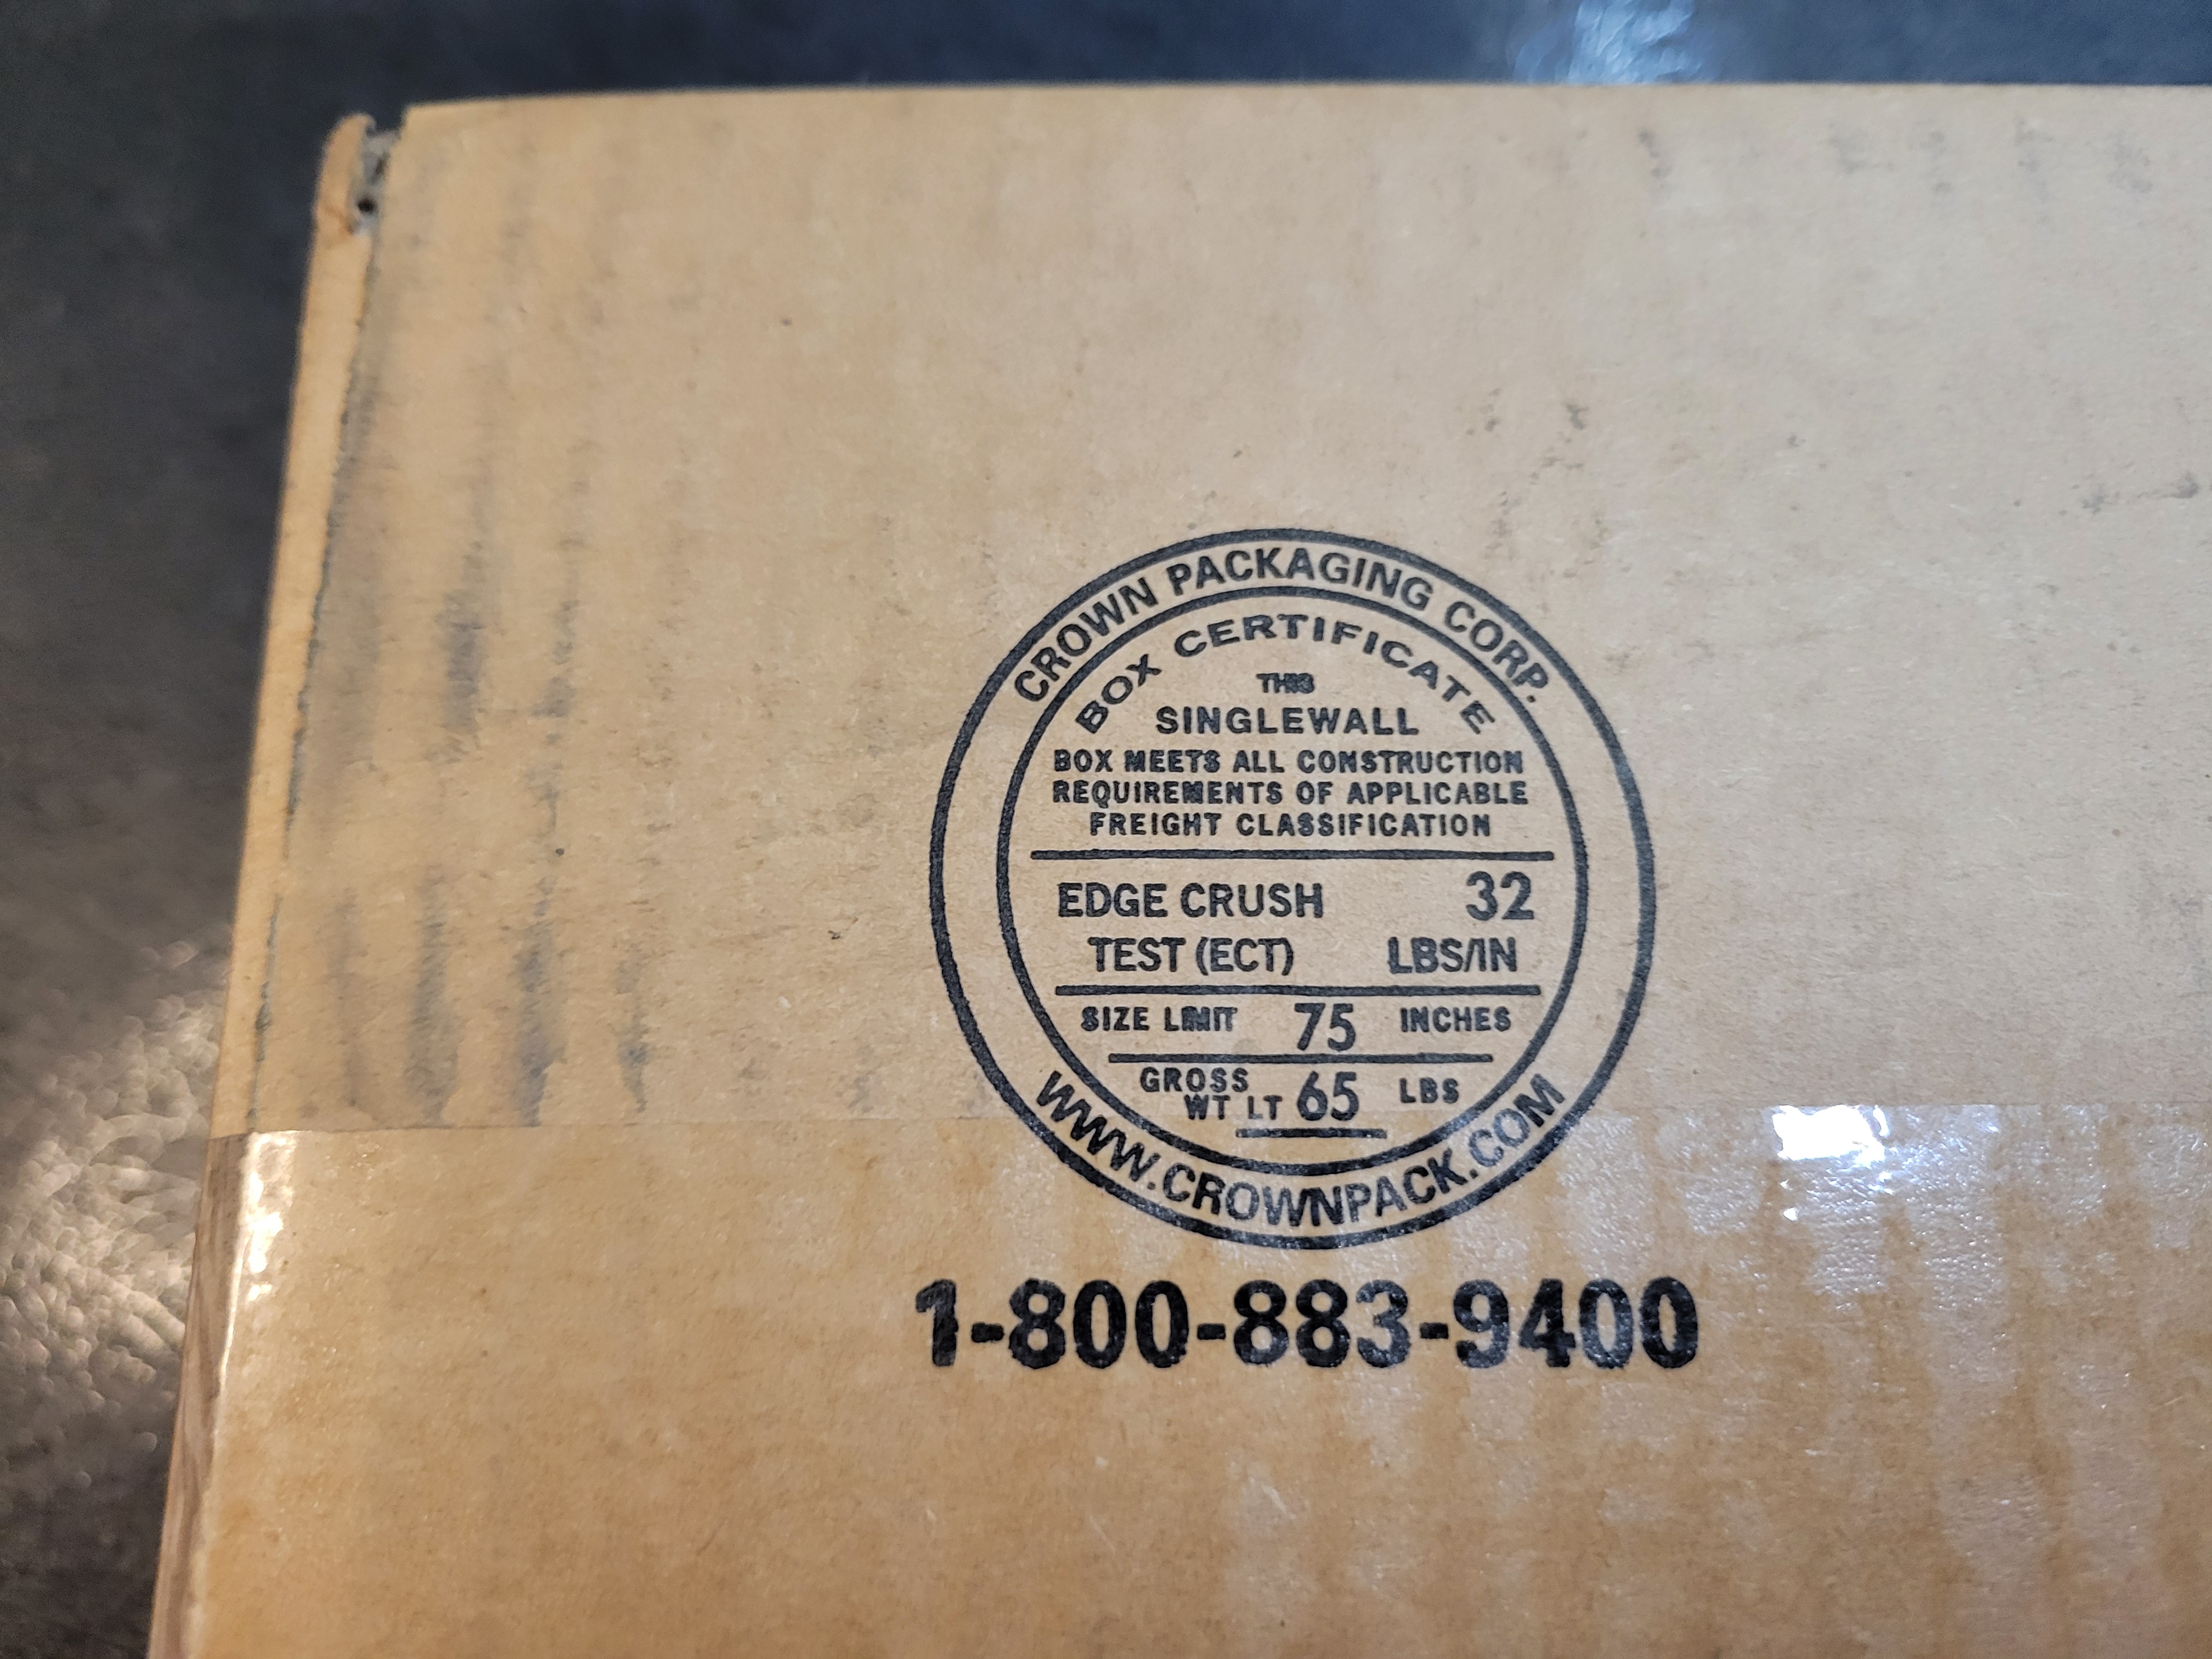 CROWN PACKAGING CORP.
BOX CERTIFICATE
THIS
SINGLEWALL
BOX MEETS ALL CONSTRUCTION
REQUIREMENTS OF APPLICABLE
FREIGHT CLASSIFICATION
EDGE CRUSH 32
TEST (ECT) LBS/IN
SIZE LIMIT 75 INCHES
GROSS
WT LT 65 LBS
WWW.CROWNPACK.COM
1-800-883-9400